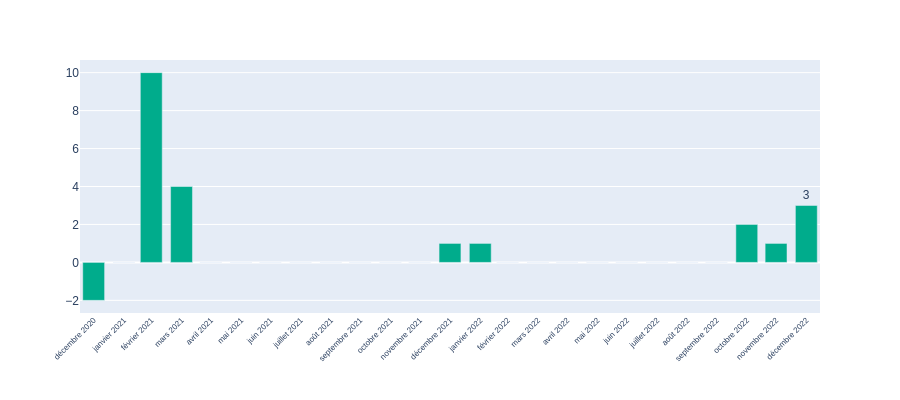 10
8
6
4
2
0
−2
3
décembre 2020
janvier 2021
février 2021
mars 2021
avril 2021
mai 2021
juin 2021
juillet 2021
août 2021
septembre 2021
octobre 2021
novembre 2021
décembre 2021
janvier 2022
février 2022
mars 2022
avril 2022
mai 2022
juin 2022
juillet 2022
août 2022
septembre 2022
octobre 2022
novembre 2022
décembre 2022